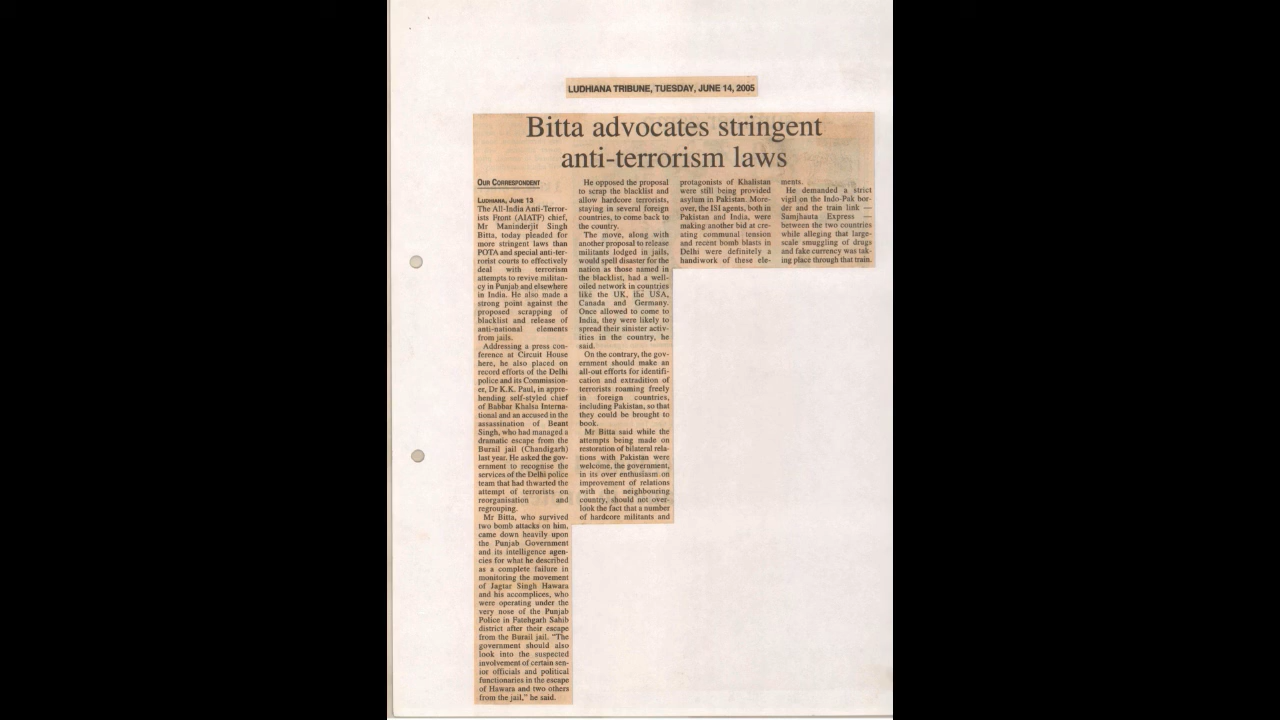 LUDHIANA TRIBUNE, TUESDAY, JUNE 14, 2005
Bitta advocates stringent
anti-terrorism laws
OUR CORRESPONDENT
LUDHIANA, JUNE 13
The All-India Anti-Terror-
ists Front (AIATF) chief,
Mr Maninderjit Singh
Bitta, today pleaded for
more stringent laws than
POTA and special anti-ter-
rorist courts to effectively
deal with terrorism
attempts to revive militan-
cy in Punjab and elsewhere
in India. He also made a
strong point against the
proposed scrapping of
blacklist and release of
anti-national elements
from jails.
Addressing a press con-
ference at Circuit House
here, he also placed on
record efforts of the Delhi
police and its Commission-
er, Dr K.K. Paul, in appre-
hending self-styled chief
of Babbar Khalsa Interna-
tional and an accused in the
assassination of Beant
Singh, who had managed a
dramatic escape from the
Burail jail (Chandigarh)
last year. He asked the gov-
ernment to recognise the
services of the Delhi police
team that had thwarted the
attempt of terrorists on
reorganisation and
regrouping.
Mr Bitta, who survived
two bomb attacks on him,
came down heavily upon
the Punjab Government
and its intelligence agen-
cies for what he described
as a complete failure in
monitoring the movement
of Jagtar Singh Hawara
and his accomplices, who
were operating under the
very nose of the Punjab
Police in Fatehgarh Sahib
district after their escape
from the Burail jail. "The
government should also
look into the suspected
involvement of certain sen-
ior officials and political
functionaries in the escape
of Hawara and two others
from the jail," he said.
He opposed the proposal
to scrap the blacklist and
allow hardcore terrorists,
staying in several foreign
countries, to come back to
the country.
The move, along with
another proposal to release
militants lodged in jails,
would spell disaster for the
nation as those named in
the blacklist, had a well-
oiled network in countries
like the UK, the USA,
Canada and Germany.
Once allowed to come to
India, they were likely to
spread their sinister activ-
ities in the country, he
said.
On the contrary, the gov-
ernment should make an
all-out efforts for identifi-
cation and extradition of
terrorists roaming freely
in foreign countries,
including Pakistan, so that
they could be brought to
book.
Mr Bitta said while the
attempts being made on
restoration of bilateral rela-
tions with Pakistan were
welcome, the government,
in its over enthusiasm on
improvement of relations
with the neighbouring
country, should not over-
look the fact that a number
of hardcore militants and
protagonists of Khalistan
were still being provided
asylum in Pakistan. More-
over, the ISI agents, both in
Pakistan and India, were
making another bid at cre-
ating communal tension
and recent bomb blasts in
Delhi were definitely a
handiwork of these ele-
ments.
He demanded a strict
vigil on the Indo-Pak bor-
der and the train link —
Samjhauta Express —
between the two countries
while alleging that large-
scale smuggling of drugs
and fake currency was tak-
ing place through that train.